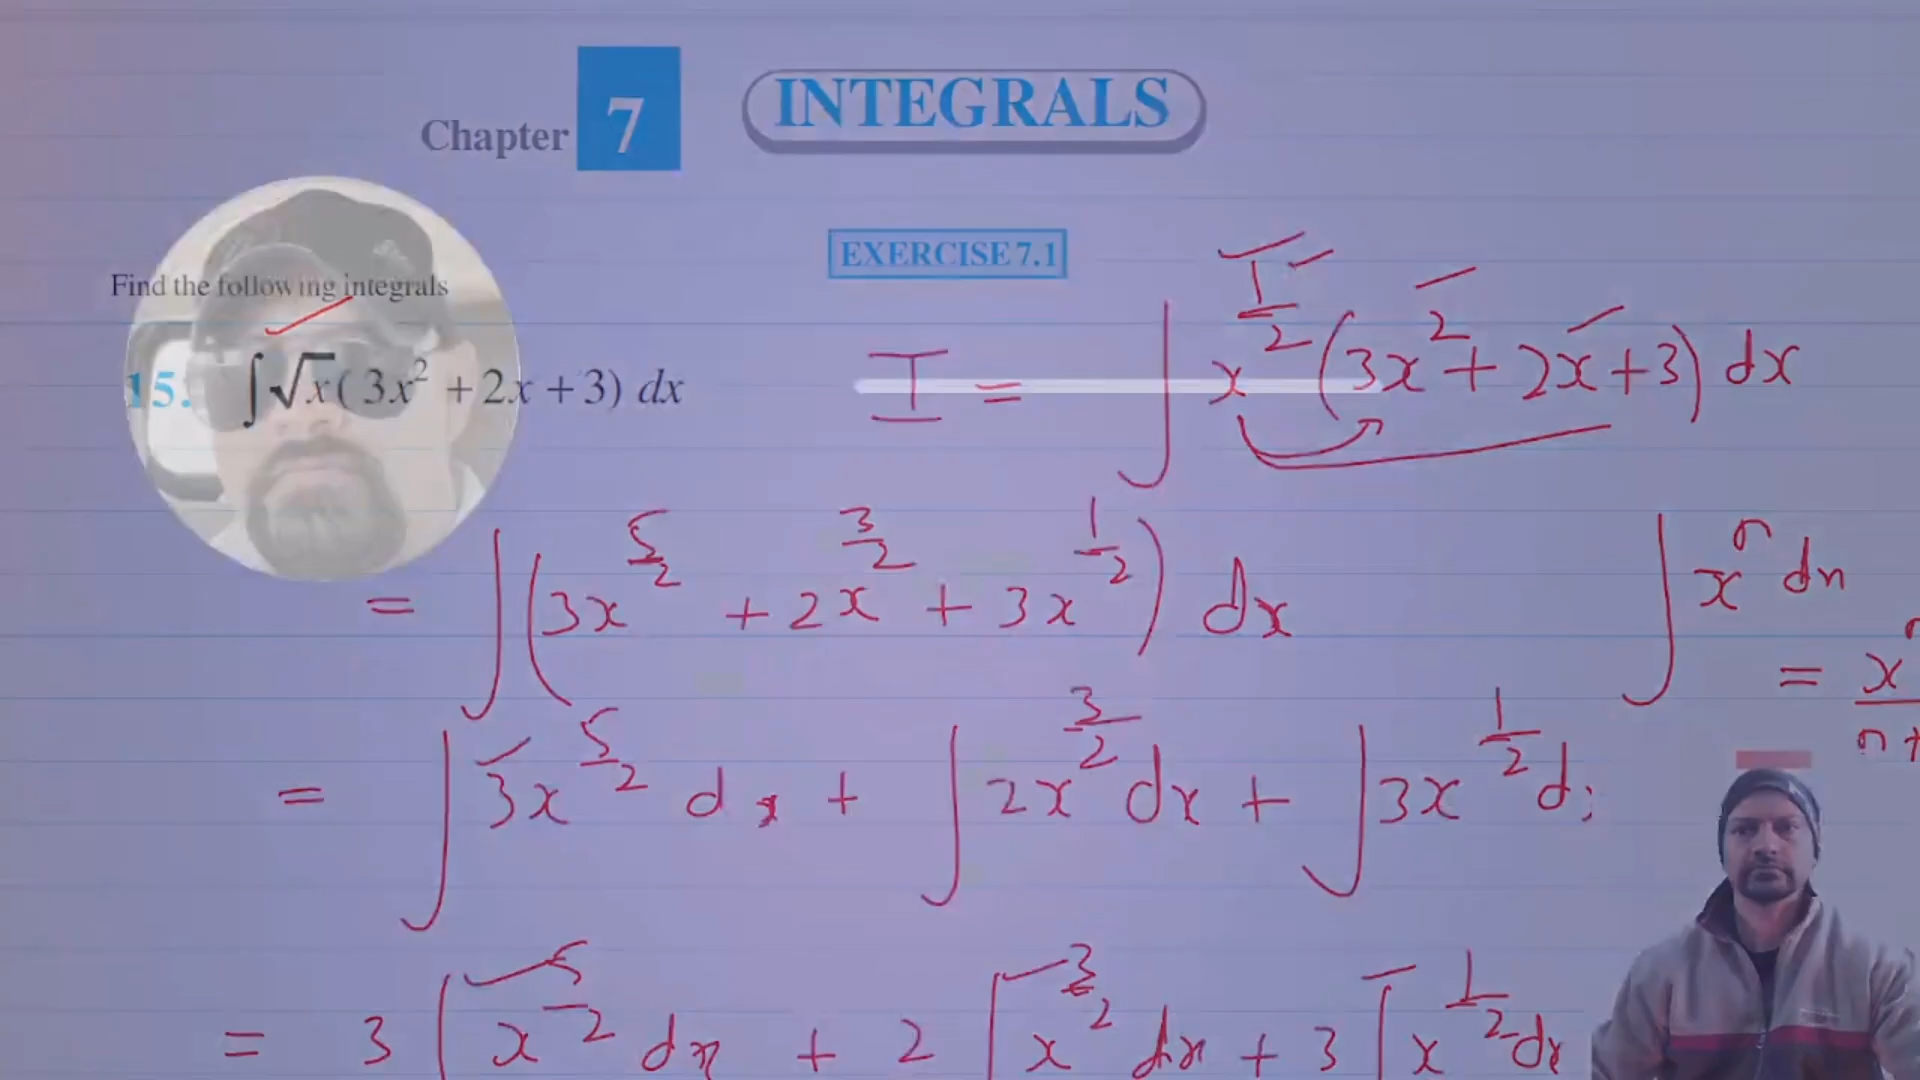 Chapter 7 INTEGRALS
EXERCISE 7.1
Find the following integrals
15. ∫√x(3x² + 2x + 3) dx
I = ∫ x^(1/2) (3x² + 2x + 3) dx
= ∫ (3x^(5/2) + 2x^(3/2) + 3x^(1/2)) dx
∫ x^n dx
= x^n / n+
= ∫ 3x^(5/2) dx + ∫ 2x^(3/2) dx + ∫ 3x^(1/2) d
= 3 ∫ x^(5/2) dx + 2 ∫ x^(3/2) dx + 3 ∫ x^(1/2) dx